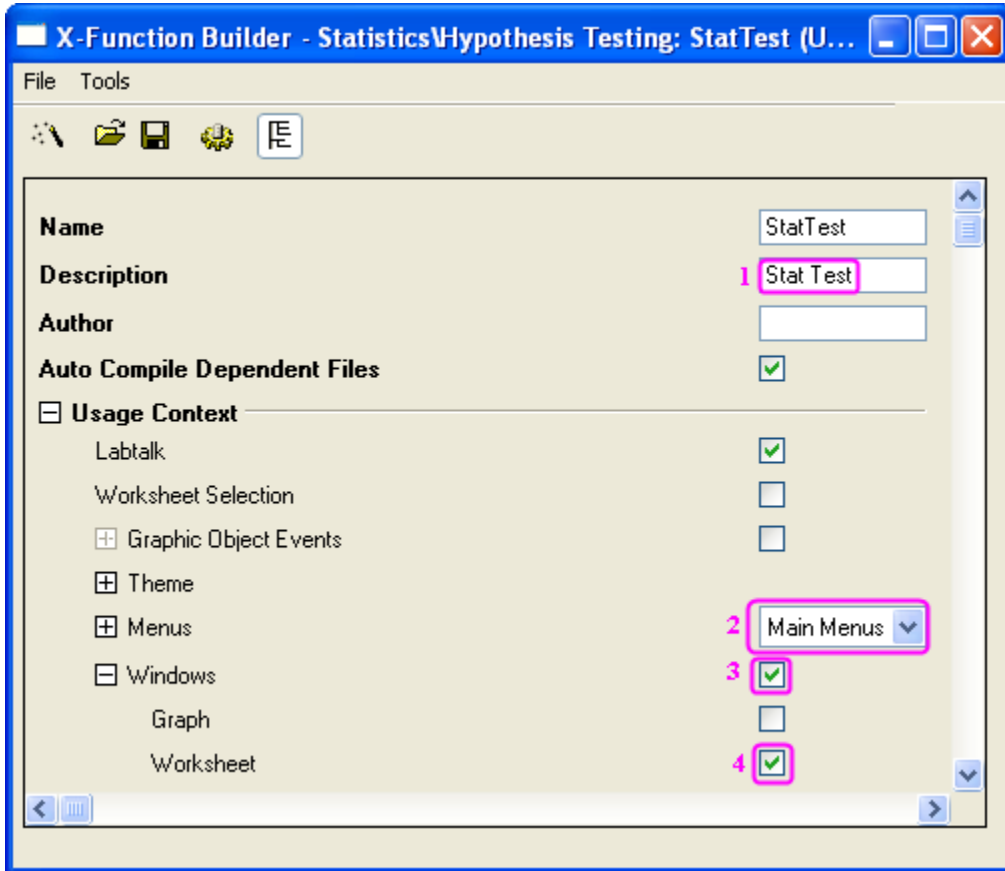 X-Function Builder - Statistics\Hypothesis Testing: StatTest (U...
File Tools
Name StatTest
Description 1 Stat Test
Author
Auto Compile Dependent Files
Usage Context
Labtalk
Worksheet Selection
Graphic Object Events
Theme
Menus 2 Main Menus
Windows 3
Graph
Worksheet 4